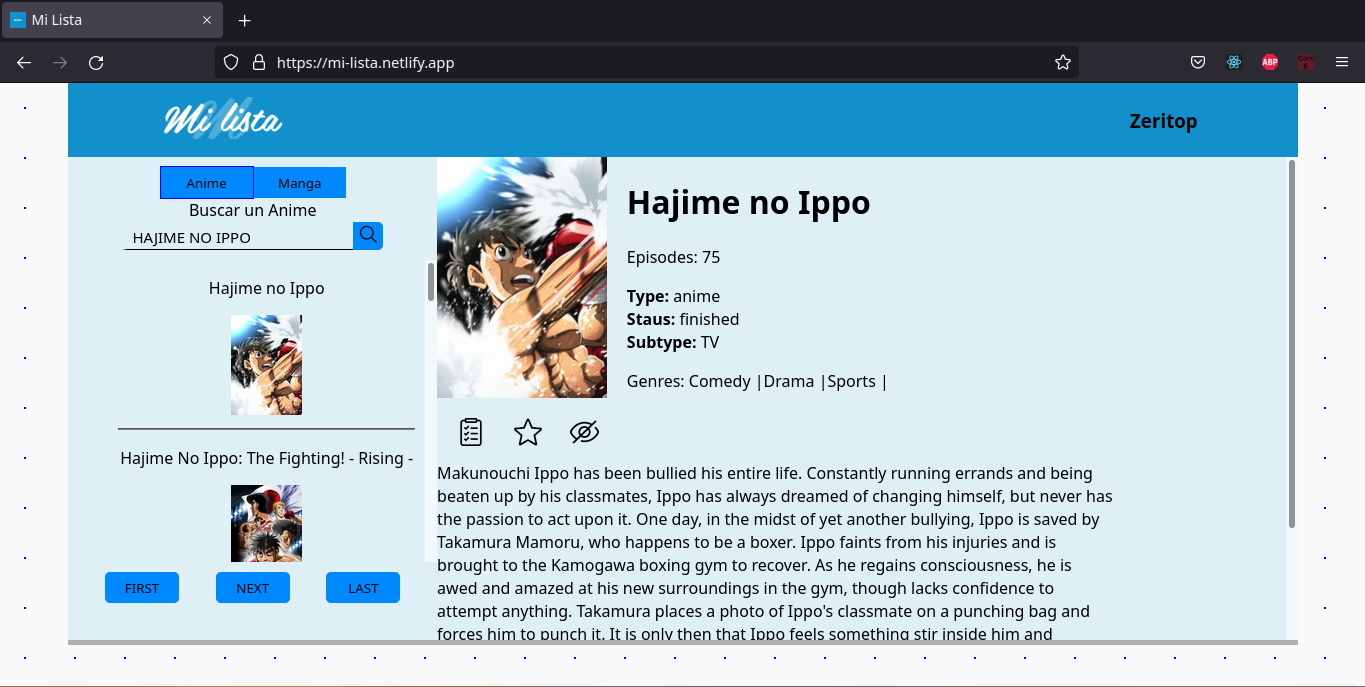 Mi Lista
https://mi-lista.netlify.app
ABP
Mi lista
Zeritop
Anime
Manga
Buscar un Anime
HAJIME NO IPPO
Hajime no Ippo
Hajime No Ippo: The Fighting! - Rising -
FIRST
NEXT
LAST
Hajime no Ippo
Episodes: 75
Type: anime
Staus: finished
Subtype: TV
Genres: Comedy |Drama |Sports |
Makunouchi Ippo has been bullied his entire life. Constantly running errands and being
beaten up by his classmates, Ippo has always dreamed of changing himself, but never has
the passion to act upon it. One day, in the midst of yet another bullying, Ippo is saved by
Takamura Mamoru, who happens to be a boxer. Ippo faints from his injuries and is
brought to the Kamogawa boxing gym to recover. As he regains consciousness, he is
awed and amazed at his new surroundings in the gym, though lacks confidence to
attempt anything. Takamura places a photo of Ippo's classmate on a punching bag and
forces him to punch it. It is only then that Ippo feels something stir inside him and